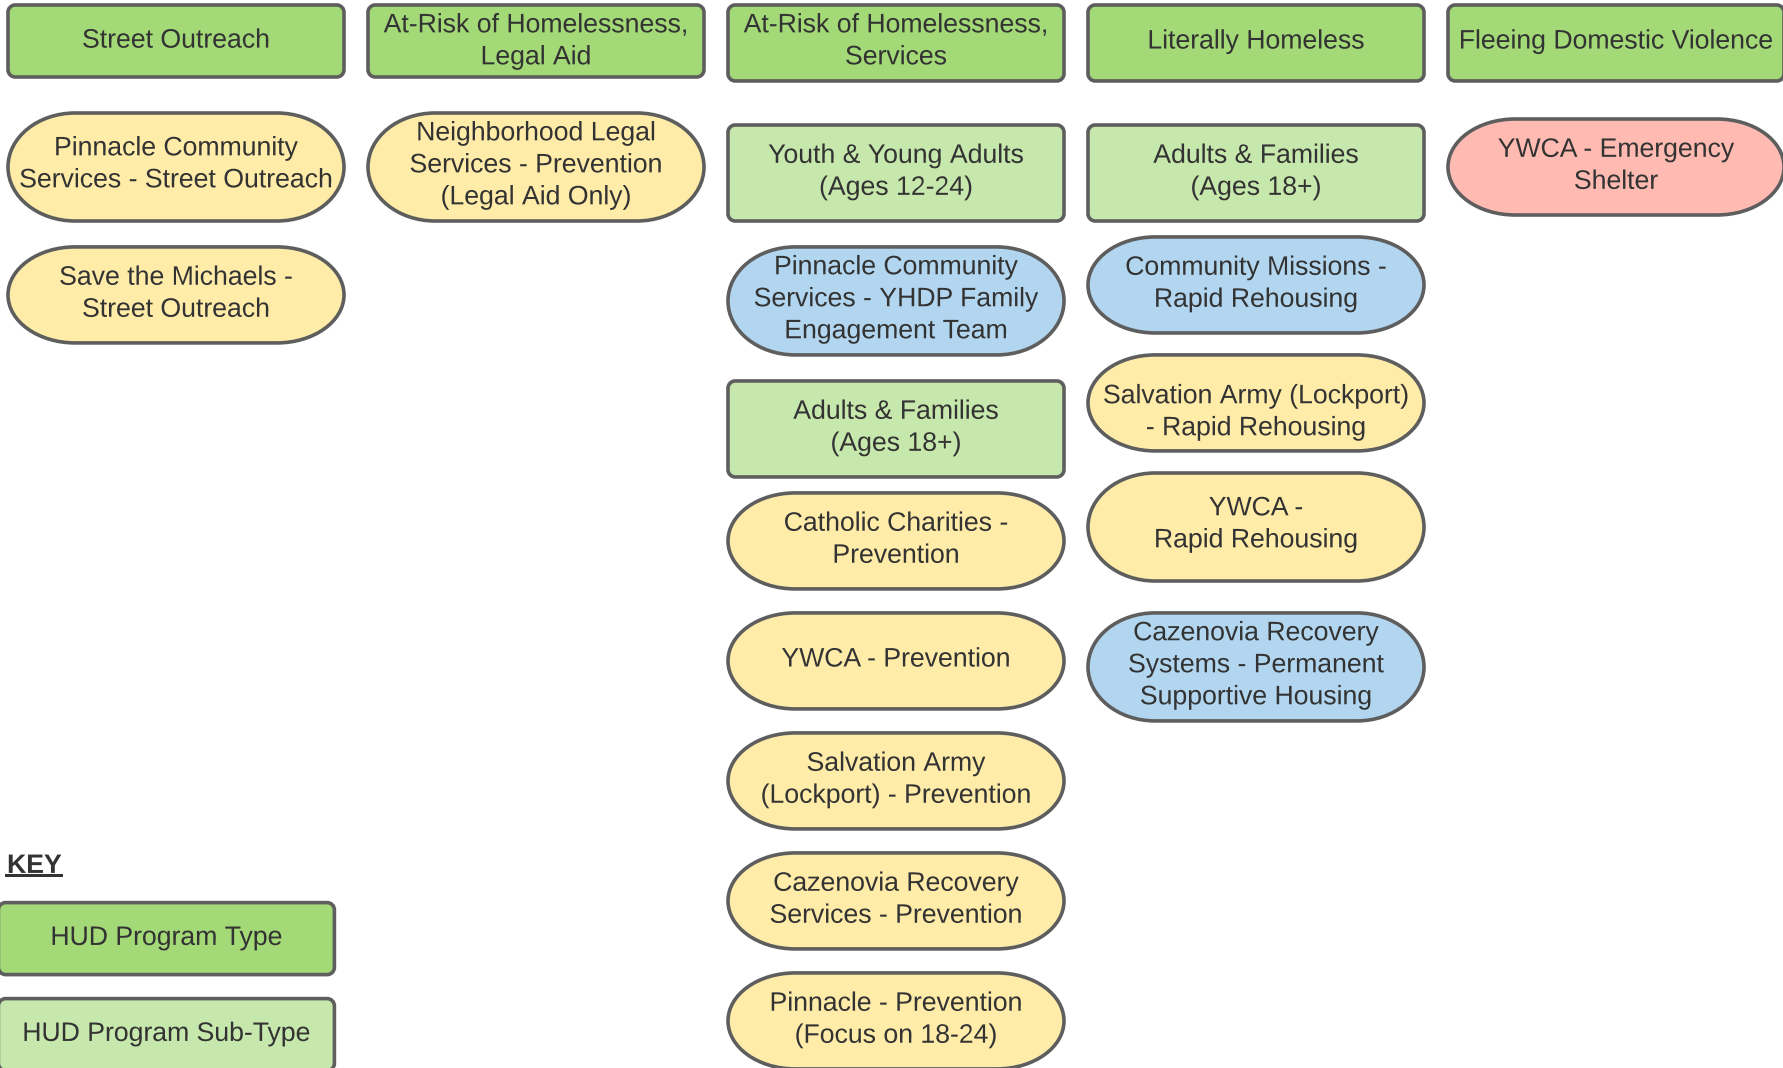 Street Outreach
At-Risk of Homelessness,
Legal Aid
At-Risk of Homelessness,
Services
Literally Homeless
Fleeing Domestic Violence
Pinnacle Community
Services - Street Outreach
Save the Michaels -
Street Outreach
Neighborhood Legal
Services - Prevention
(Legal Aid Only)
Youth & Young Adults
(Ages 12-24)
Pinnacle Community
Services - YHDP Family
Engagement Team
Adults & Families
(Ages 18+)
Catholic Charities -
Prevention
YWCA - Prevention
Salvation Army
(Lockport) - Prevention
Cazenovia Recovery
Services - Prevention
Pinnacle - Prevention
(Focus on 18-24)
Adults & Families
(Ages 18+)
Community Missions -
Rapid Rehousing
Salvation Army (Lockport)
- Rapid Rehousing
YWCA -
Rapid Rehousing
Cazenovia Recovery
Systems - Permanent
Supportive Housing
YWCA - Emergency
Shelter
KEY
HUD Program Type
HUD Program Sub-Type